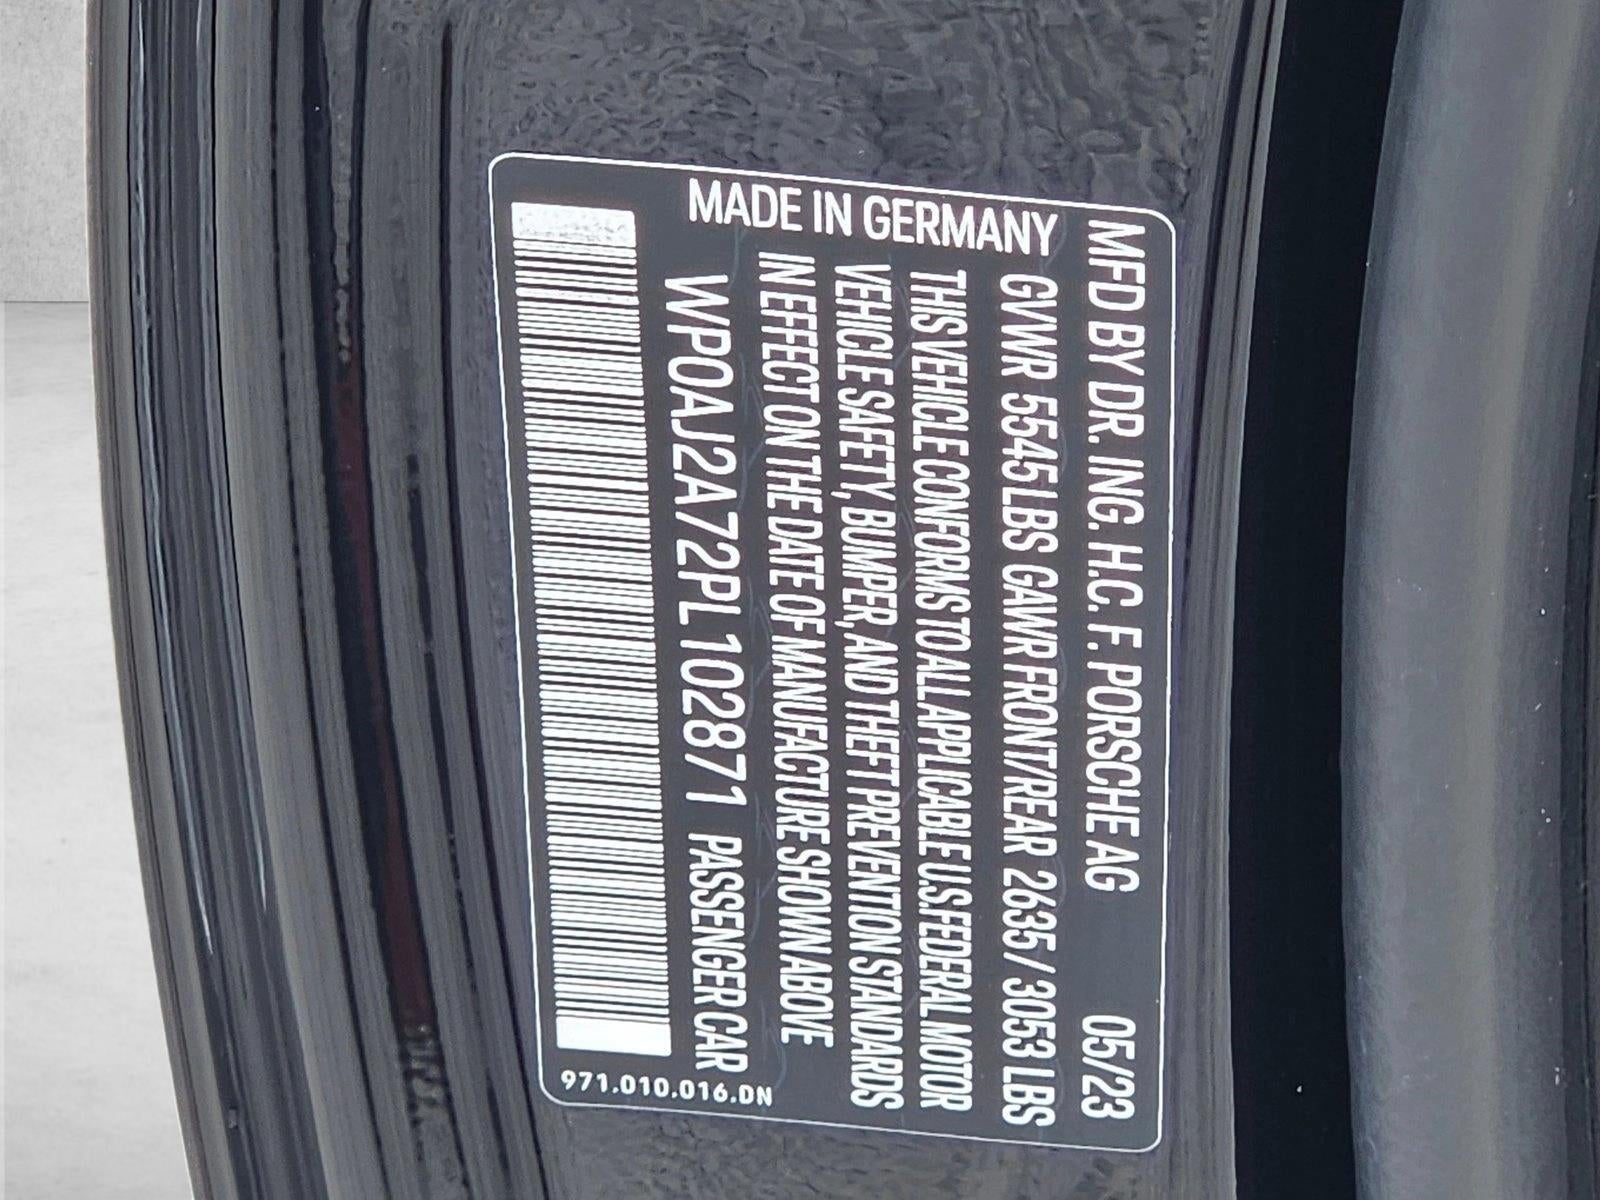 MFD BY DR. ING. H.C. F. PORSCHE AG 05/23
GVWR 5545 LBS GAWR FRONT/REAR 2635 / 3053 LBS
THIS VEHICLE CONFORMS TO ALL APPLICABLE U.S. FEDERAL MOTOR
VEHICLE SAFETY, BUMPER, AND THEFT PREVENTION STANDARDS
IN EFFECT ON THE DATE OF MANUFACTURE SHOWN ABOVE
MADE IN GERMANY
WP0AJ2A72PL102871 PASSENGER CAR
971.010.016.DN